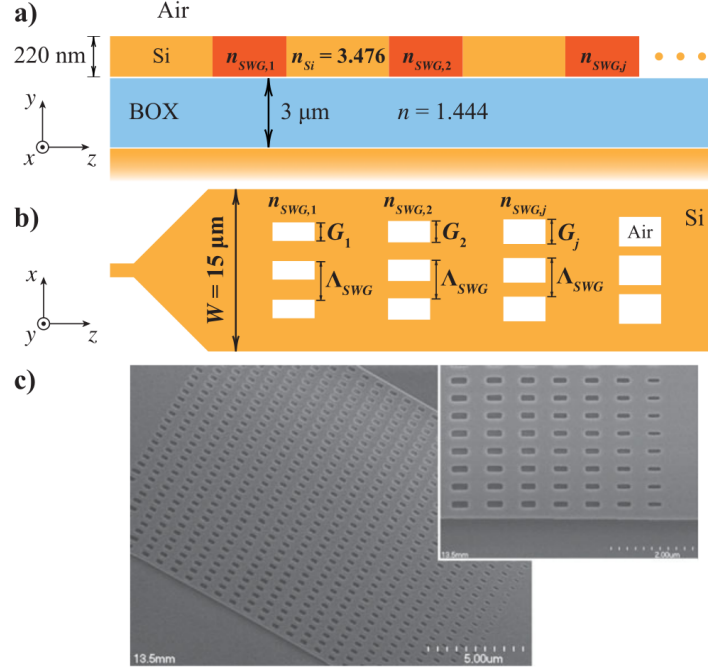 a)
Air
220 nm
Si
n_SWG,1
n_Si = 3.476
n_SWG,2
n_SWG,j
y
x
z
BOX
3 μm
n = 1.444
b)
n_SWG,1
n_SWG,2
n_SWG,j
Si
G_1
G_2
G_j
Air
x
y
z
W = 15 μm
Λ_SWG
Λ_SWG
Λ_SWG
c)
13.5mm
2.00um
13.5mm
5.00um